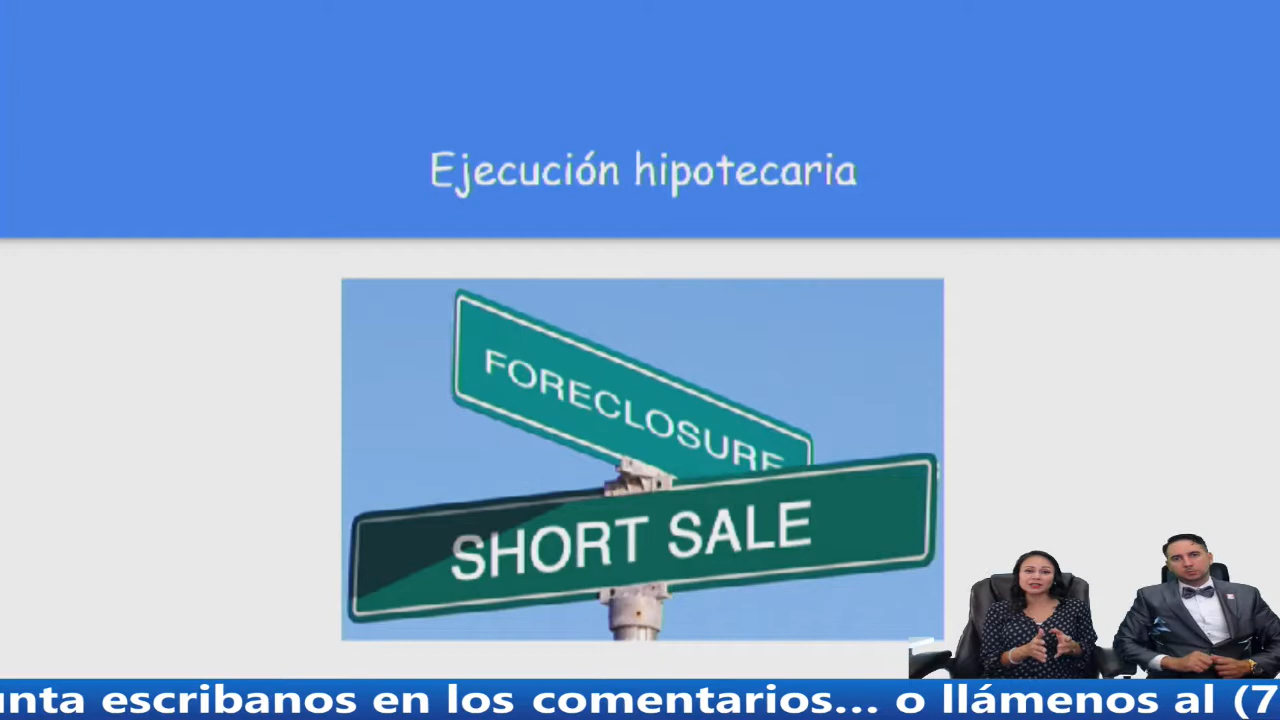 Ejecución hipotecaria
FORECLOSURE
SHORT SALE
unta escribanos en los comentarios... o llámenos al (7